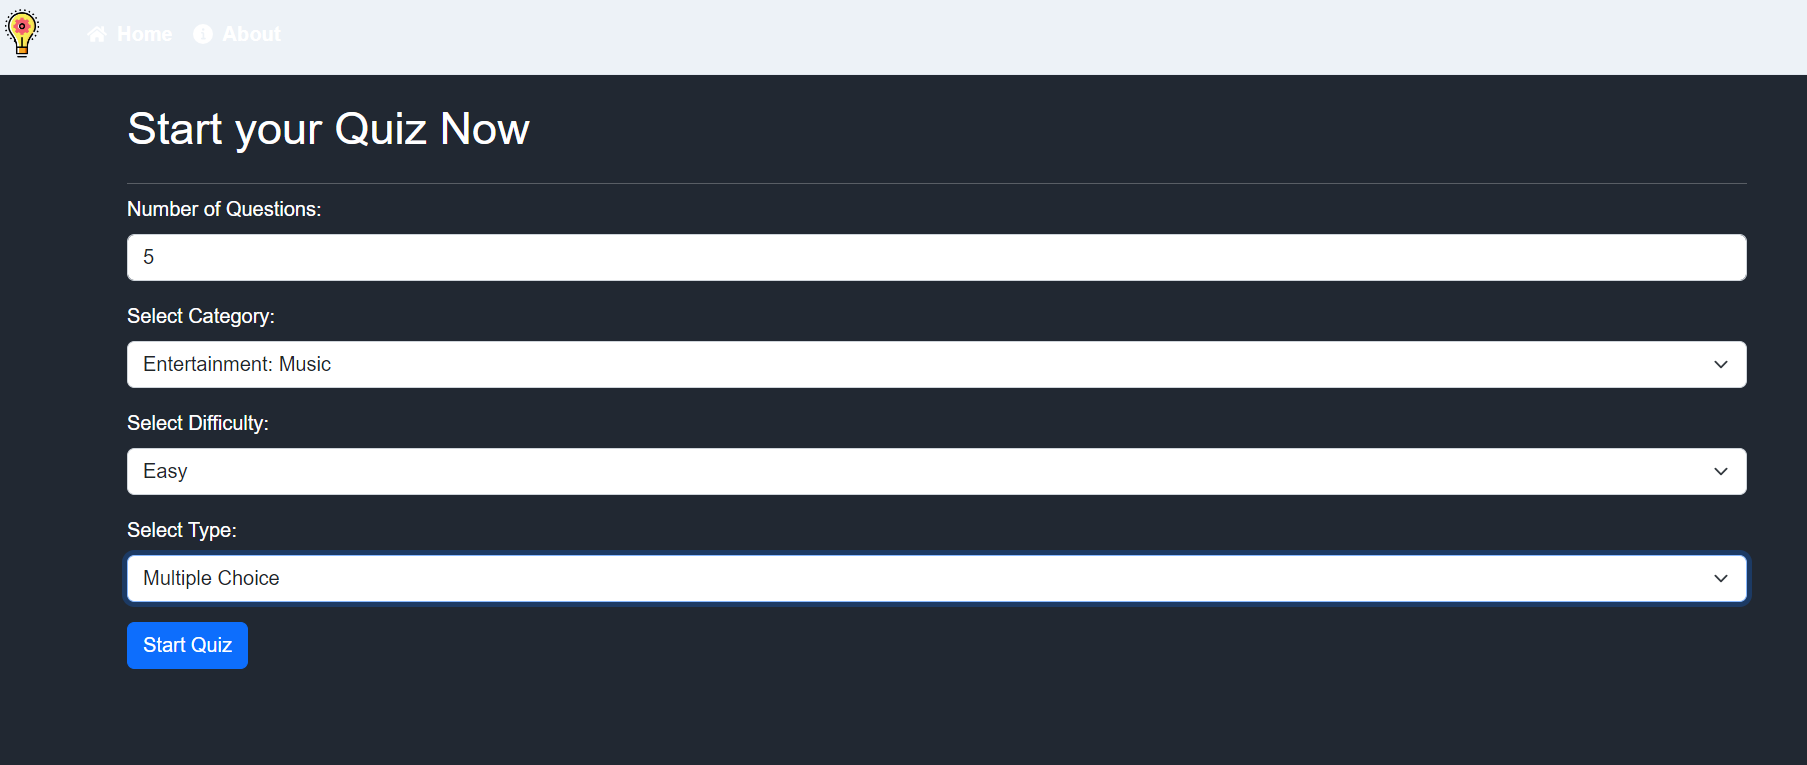 Home About
Start your Quiz Now
Number of Questions:
5
Select Category:
Entertainment: Music
Select Difficulty:
Easy
Select Type:
Multiple Choice
Start Quiz